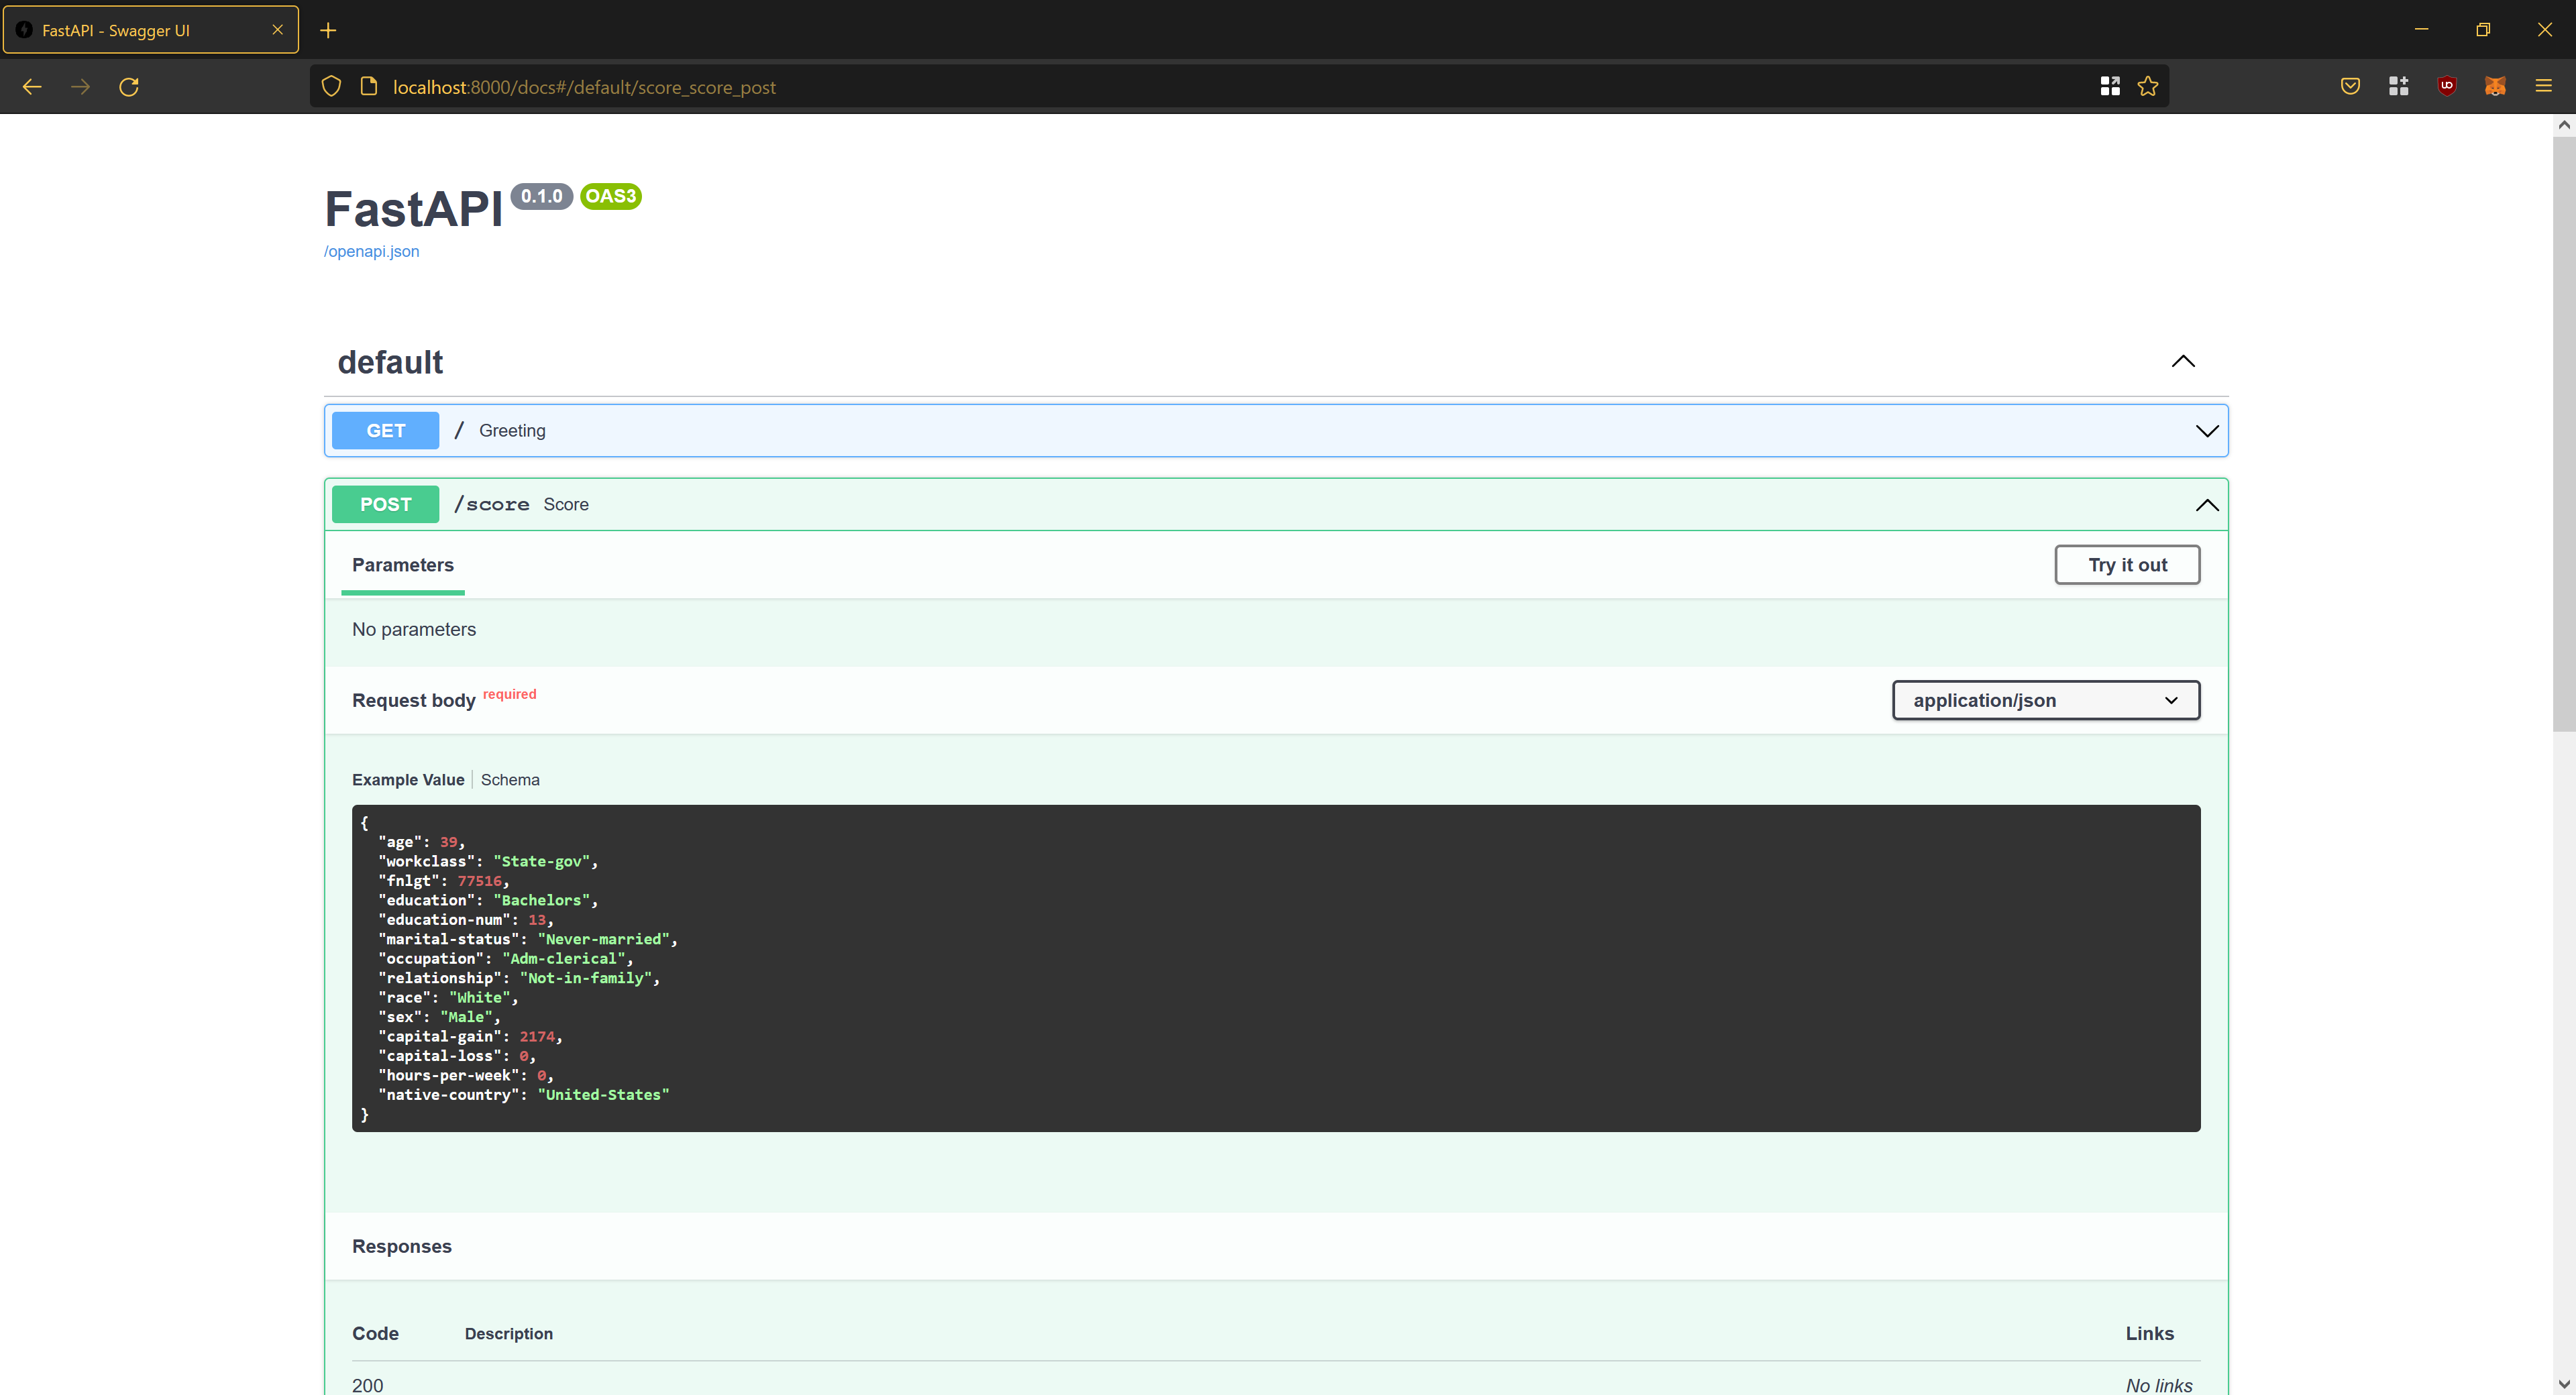 FastAPI - Swagger UI
localhost:8000/docs#/default/score_score_post
FastAPI 0.1.0 OAS3
/openapi.json
default
GET / Greeting
POST /score Score
Parameters Try it out
No parameters
Request body required application/json
Example Value Schema
{
"age": 39,
"workclass": "State-gov",
"fnlgt": 77516,
"education": "Bachelors",
"education-num": 13,
"marital-status": "Never-married",
"occupation": "Adm-clerical",
"relationship": "Not-in-family",
"race": "White",
"sex": "Male",
"capital-gain": 2174,
"capital-loss": 0,
"hours-per-week": 0,
"native-country": "United-States"
}
Responses
Code Description Links
200 No links